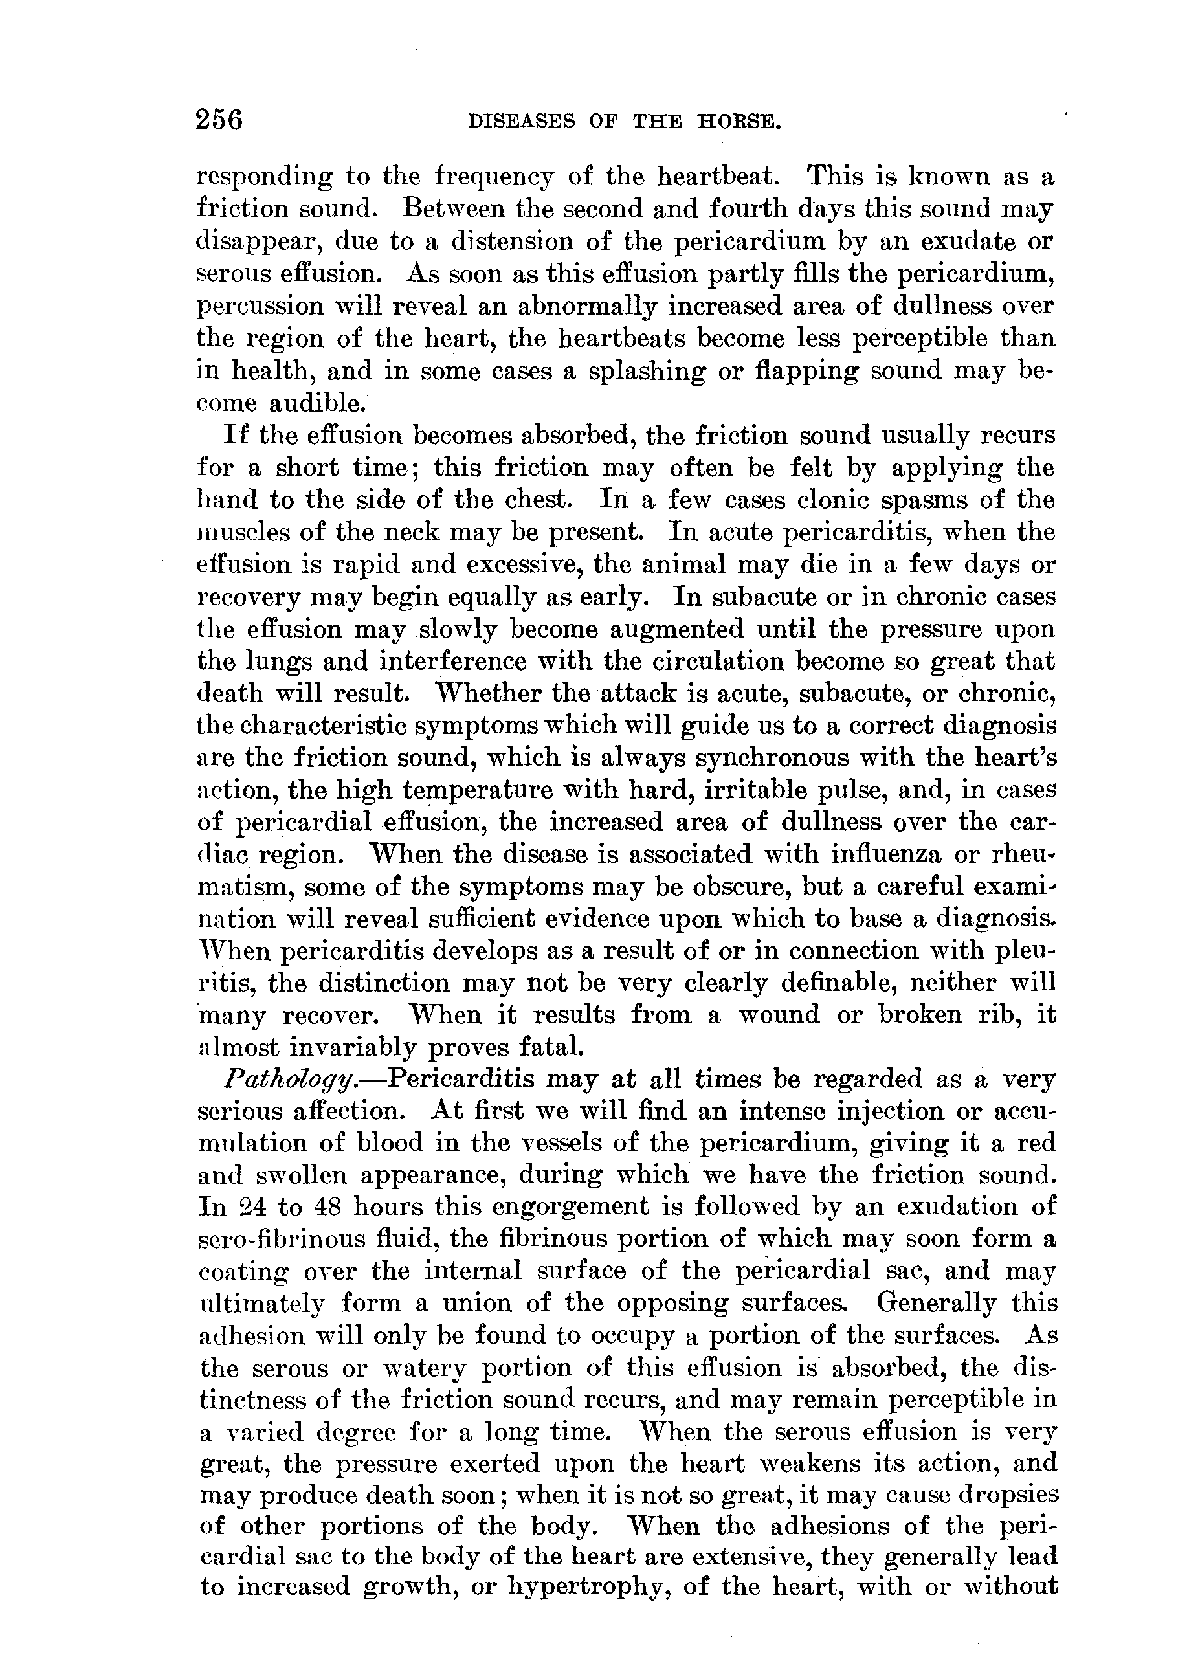 256 DISEASES OF THE HORSE.
responding to the frequency of the heartbeat. This is known as a
friction sound. Between the second and fourth days this sound may
disappear, due to a distension of the pericardium by an exudate or
serous effusion. As soon as this effusion partly fills the pericardium,
percussion will reveal an abnormally increased area of dullness over
the region of the heart, the heartbeats become less perceptible than
in health, and in some cases a splashing or flapping sound may be-
come audible.
If the effusion becomes absorbed, the friction sound usually recurs
for a short time; this friction may often be felt by applying the
hand to the side of the chest. In a few cases clonic spasms of the
muscles of the neck may be present. In acute pericarditis, when the
effusion is rapid and excessive, the animal may die in a few days or
recovery may begin equally as early. In subacute or in chronic cases
the effusion may slowly become augmented until the pressure upon
the lungs and interference with the circulation become so great that
death will result. Whether the attack is acute, subacute, or chronic,
the characteristic symptoms which will guide us to a correct diagnosis
are the friction sound, which is always synchronous with the heart's
action, the high temperature with hard, irritable pulse, and, in cases
of pericardial effusion, the increased area of dullness over the car-
diac region. When the disease is associated with influenza or rheu-
matism, some of the symptoms may be obscure, but a careful exami-
nation will reveal sufficient evidence upon which to base a diagnosis.
When pericarditis develops as a result of or in connection with pleu-
ritis, the distinction may not be very clearly definable, neither will
many recover. When it results from a wound or broken rib, it
almost invariably proves fatal.
Pathology.—Pericarditis may at all times be regarded as a very
serious affection. At first we will find an intense injection or accu-
mulation of blood in the vessels of the pericardium, giving it a red
and swollen appearance, during which we have the friction sound.
In 24 to 48 hours this engorgement is followed by an exudation of
sero-fibrinous fluid, the fibrinous portion of which may soon form a
coating over the internal surface of the pericardial sac, and may
ultimately form a union of the opposing surfaces. Generally this
adhesion will only be found to occupy a portion of the surfaces. As
the serous or watery portion of this effusion is absorbed, the dis-
tinctness of the friction sound recurs, and may remain perceptible in
a varied degree for a long time. When the serous effusion is very
great, the pressure exerted upon the heart weakens its action, and
may produce death soon; when it is not so great, it may cause dropsies
of other portions of the body. When the adhesions of the peri-
cardial sac to the body of the heart are extensive, they generally lead
to increased growth, or hypertrophy, of the heart, with or without